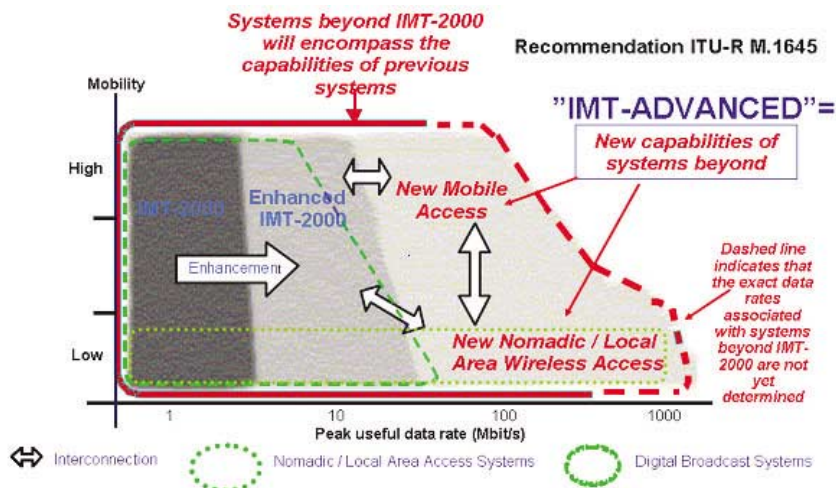 Systems beyond IMT-2000
will encompass the
capabilities of previous
systems
Recommendation ITU-R M.1645
Mobility
"IMT-ADVANCED"=
New capabilities of
systems beyond
High
IMT-2000
Enhanced
IMT-2000
New Mobile
Access
Enhancement
Dashed line
indicates that
the exact data
rates
associated
with systems
beyond IMT-
2000 are not
yet
determined
Low
New Nomadic / Local
Area Wireless Access
1 10 100 1000
Peak useful data rate (Mbit/s)
Interconnection
Nomadic / Local Area Access Systems
Digital Broadcast Systems